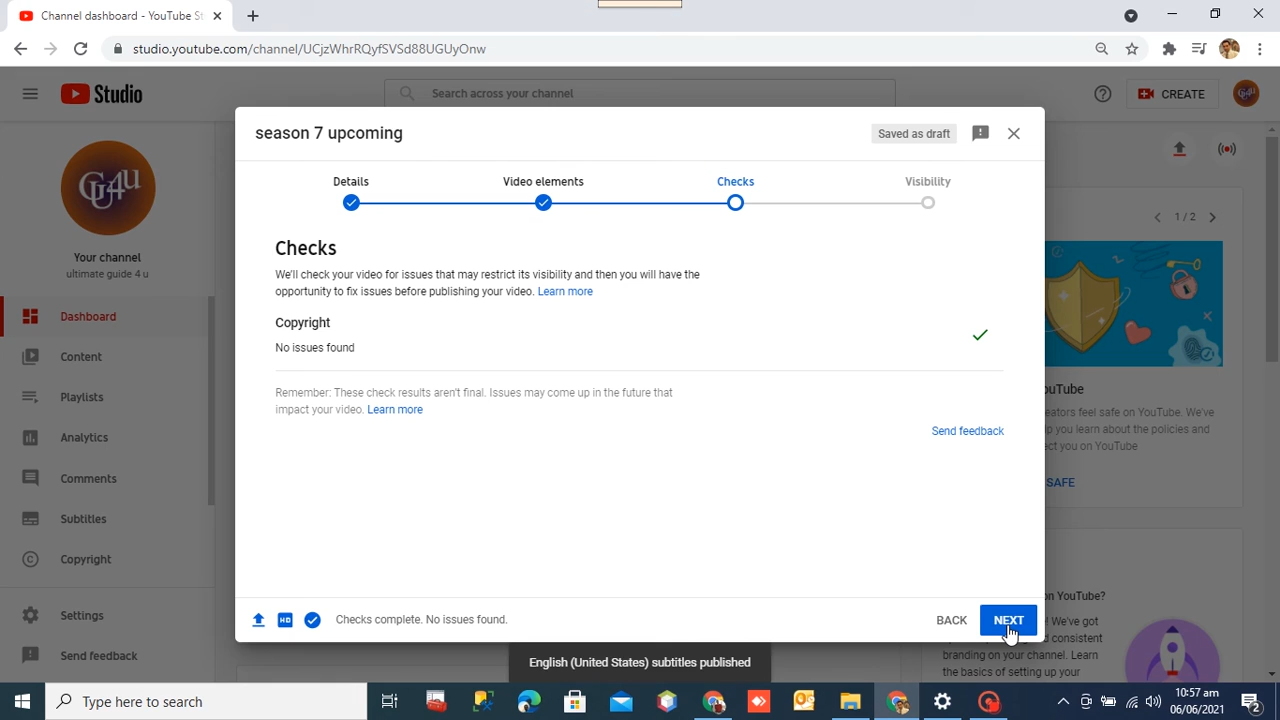 Channel dashboard - YouTube St
studio.youtube.com/channel/UCjzWhrRQyfSVSd88UGUyOnw
Studio
Search across your channel
CREATE
season 7 upcoming
Saved as draft
Details
Video elements
Checks
Visibility
GU4U
Your channel
ultimate guide 4 u
Dashboard
Content
Playlists
Analytics
Comments
Subtitles
Copyright
Settings
Send feedback
Checks
We'll check your video for issues that may restrict its visibility and then you will have the
opportunity to fix issues before publishing your video. Learn more
Copyright
No issues found
Remember: These check results aren't final. Issues may come up in the future that
impact your video. Learn more
Send feedback
HD
Checks complete. No issues found.
BACK
NEXT
English (United States) subtitles published
1 / 2
YouTube
eators feel safe on YouTube. We've
p you learn about the policies and
ect you on YouTube
SAFE
on YouTube?
! We've got
consistent
branding on your channel. Learn
the basics of setting up your
Type here to search
10:57 am
06/06/2021
2